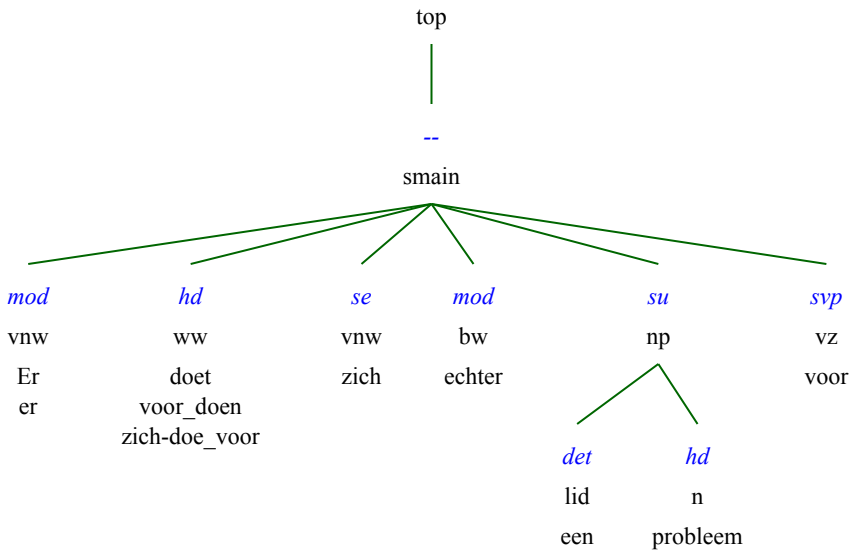 top
--
smain
mod hd se mod su svp
vnw ww vnw bw np vz
Er doet zich echter voor
er voor_doen
zich-doe_voor
det hd
lid n
een probleem